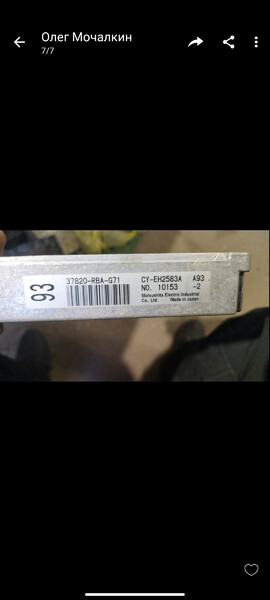 Олег Мочалкин
7/7
93
37820-RBA-G71
CY-EH2583A A93
NO. 10153 -2
Matsushita Electric Industrial
Co., Ltd. Made in Japan